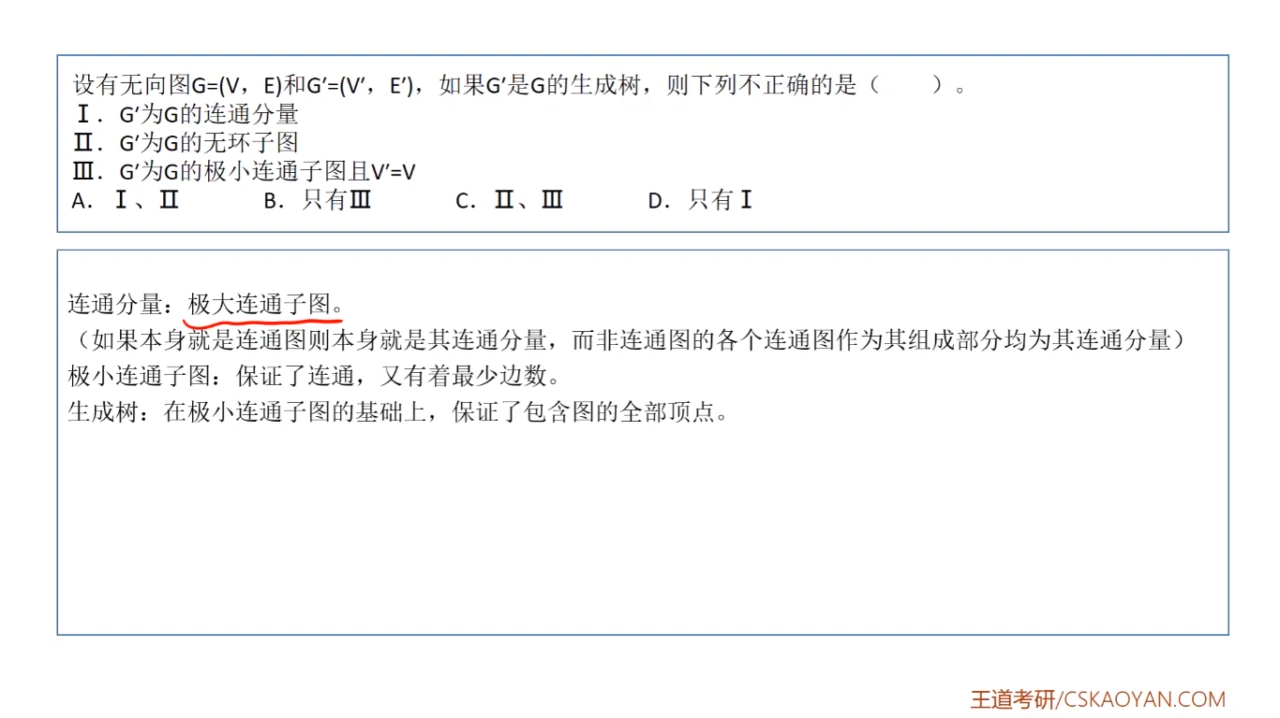 设有无向图G=(V，E)和G′=(V′，E′)，如果G′是G的生成树，则下列不正确的是（　　）。
Ⅰ．G′为G的连通分量
Ⅱ．G′为G的无环子图
Ⅲ．G′为G的极小连通子图且V′=V
A．Ⅰ、Ⅱ　　B．只有Ⅲ　　C．Ⅱ、Ⅲ　　D．只有Ⅰ
连通分量：极大连通子图。
（如果本身就是连通图则本身就是其连通分量，而非连通图的各个连通图作为其组成部分均为其连通分量）
极小连通子图：保证了连通，又有着最少边数。
生成树：在极小连通子图的基础上，保证了包含图的全部顶点。
王道考研/CSKAOYAN.COM